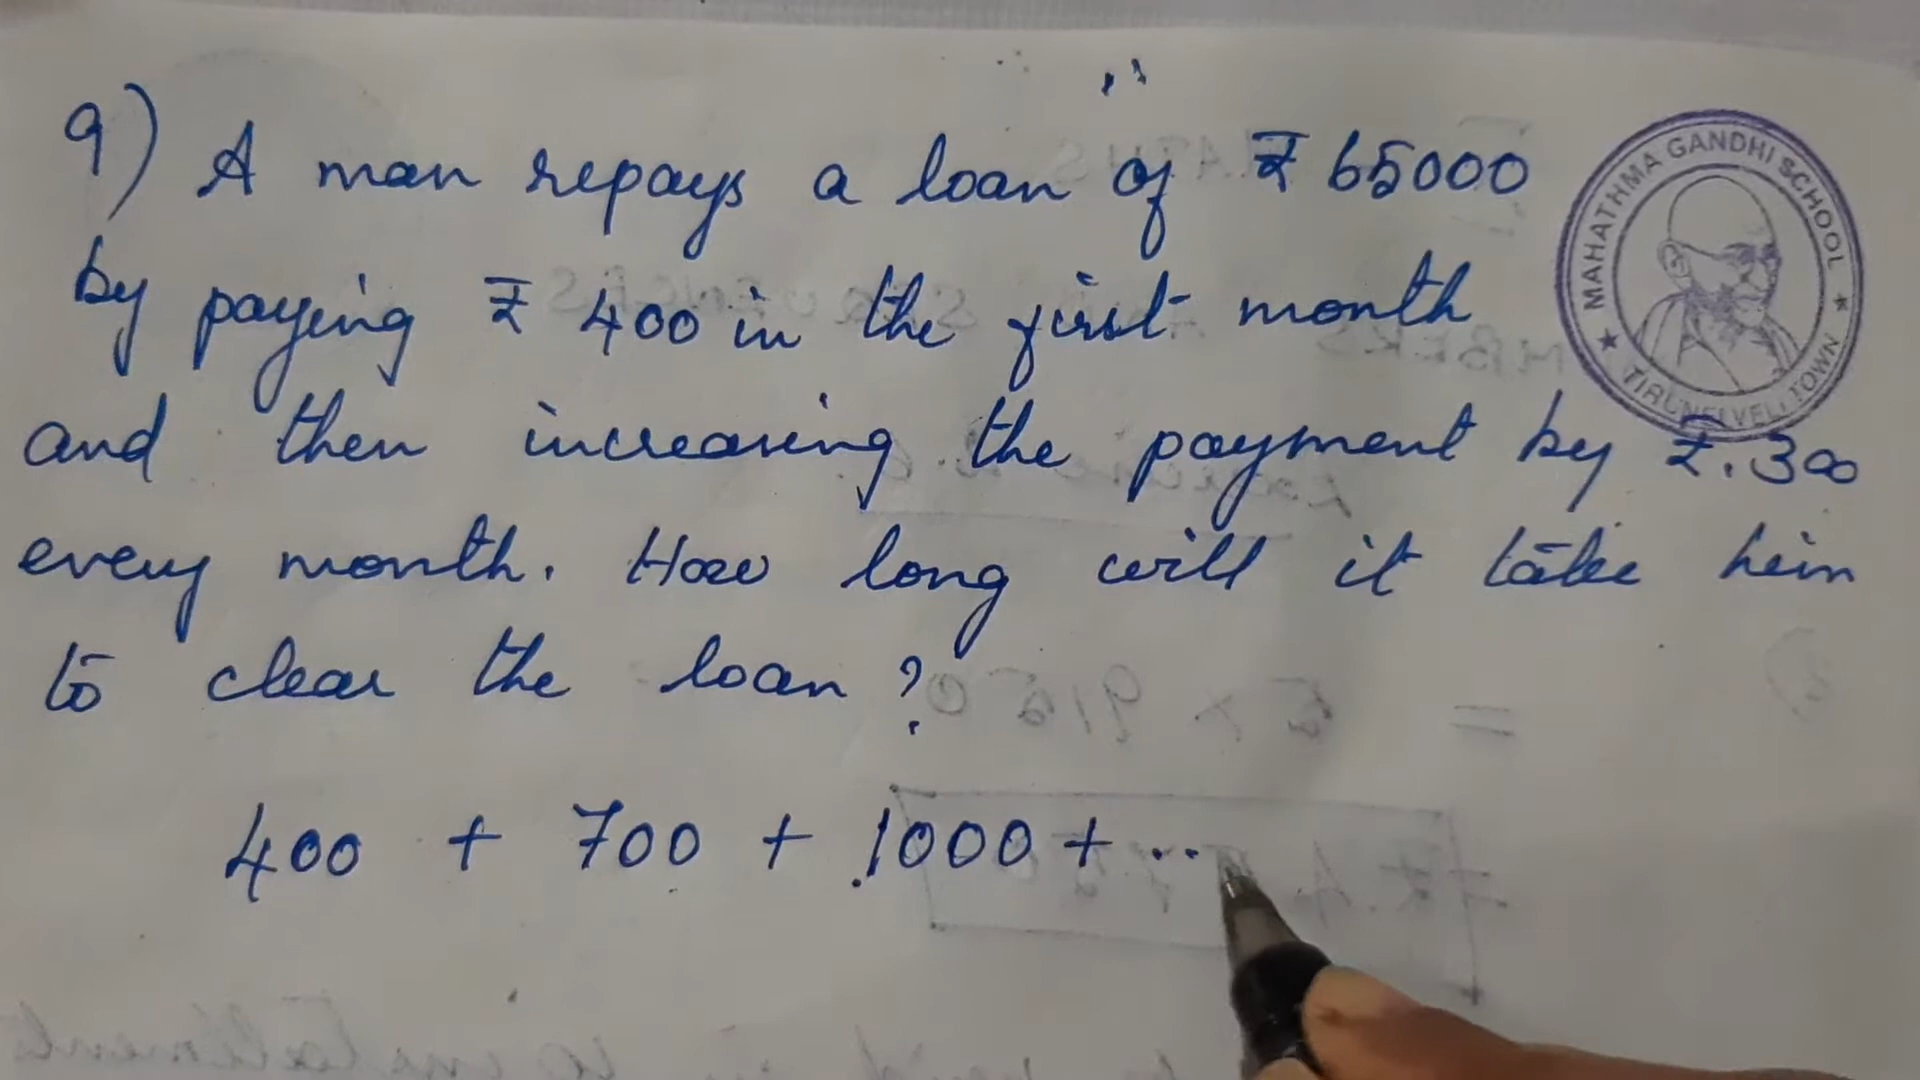 9) A man repays a loan of ₹ 65000
by paying ₹ 400 in the first month
and then increasing the payment by ₹.300
every month. How long will it take him
to clear the loan?
400 + 700 + 1000 + ...
MAHATHMA GANDHI SCHOOL
★ TIRUNELVELI TOWN ★